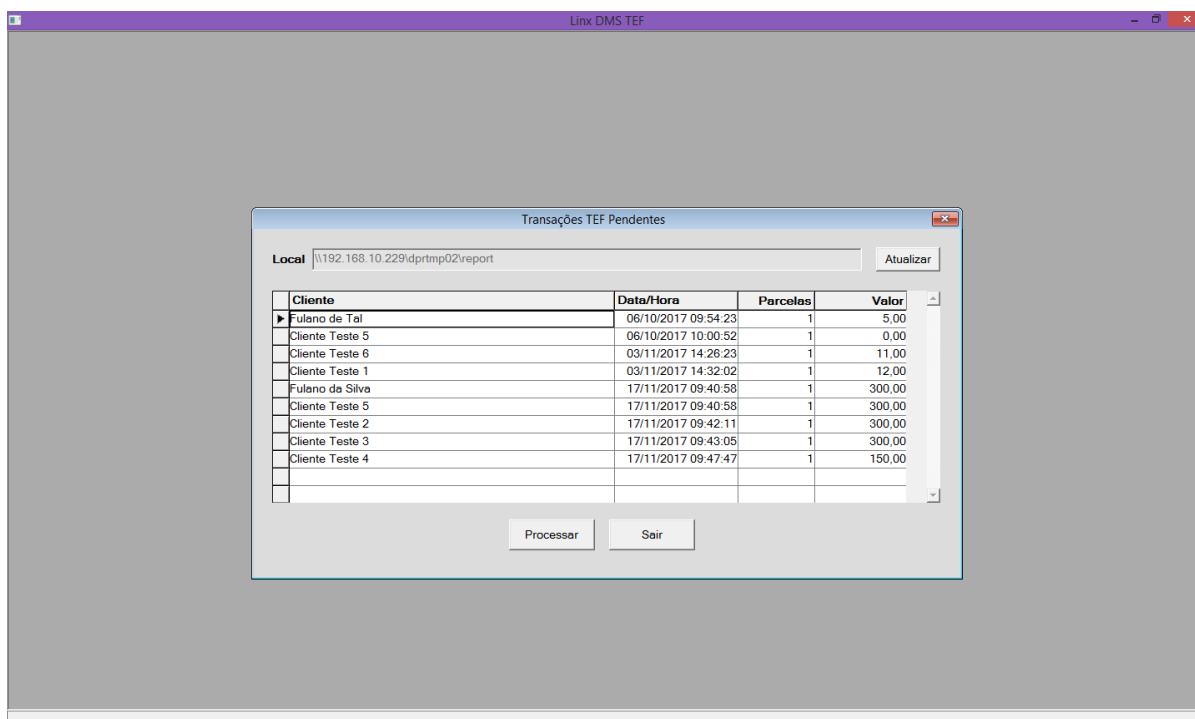 Linx DMS TEF
Transações TEF Pendentes
Local \\192.168.10.229\dprtmp02\report Atualizar
Cliente Data/Hora Parcelas Valor
Fulano de Tal 06/10/2017 09:54:23 1 5,00
Cliente Teste 5 06/10/2017 10:00:52 1 0,00
Cliente Teste 6 03/11/2017 14:26:23 1 11,00
Cliente Teste 1 03/11/2017 14:32:02 1 12,00
Fulano da Silva 17/11/2017 09:40:58 1 300,00
Cliente Teste 5 17/11/2017 09:40:58 1 300,00
Cliente Teste 2 17/11/2017 09:42:11 1 300,00
Cliente Teste 3 17/11/2017 09:43:05 1 300,00
Cliente Teste 4 17/11/2017 09:47:47 1 150,00
Processar Sair